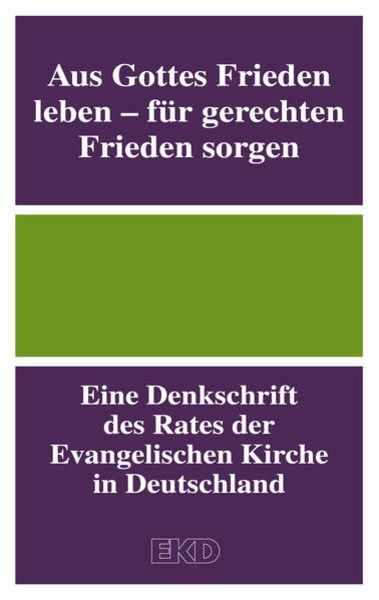 Aus Gottes Frieden
leben – für gerechten
Frieden sorgen
Eine Denkschrift
des Rates der
Evangelischen Kirche
in Deutschland
EKD